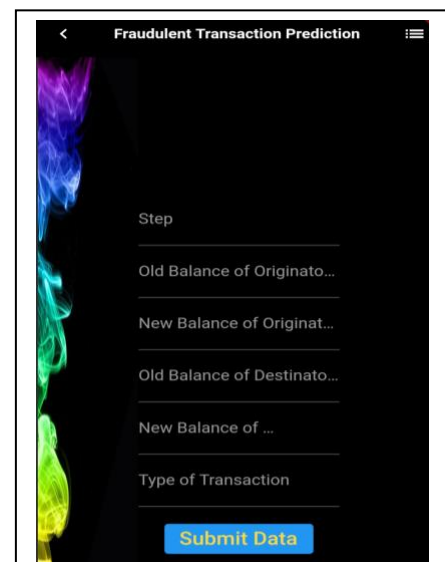 Fraudulent Transaction Prediction
Step
Old Balance of Originato...
New Balance of Originat...
Old Balance of Destinato...
New Balance of ...
Type of Transaction
Submit Data